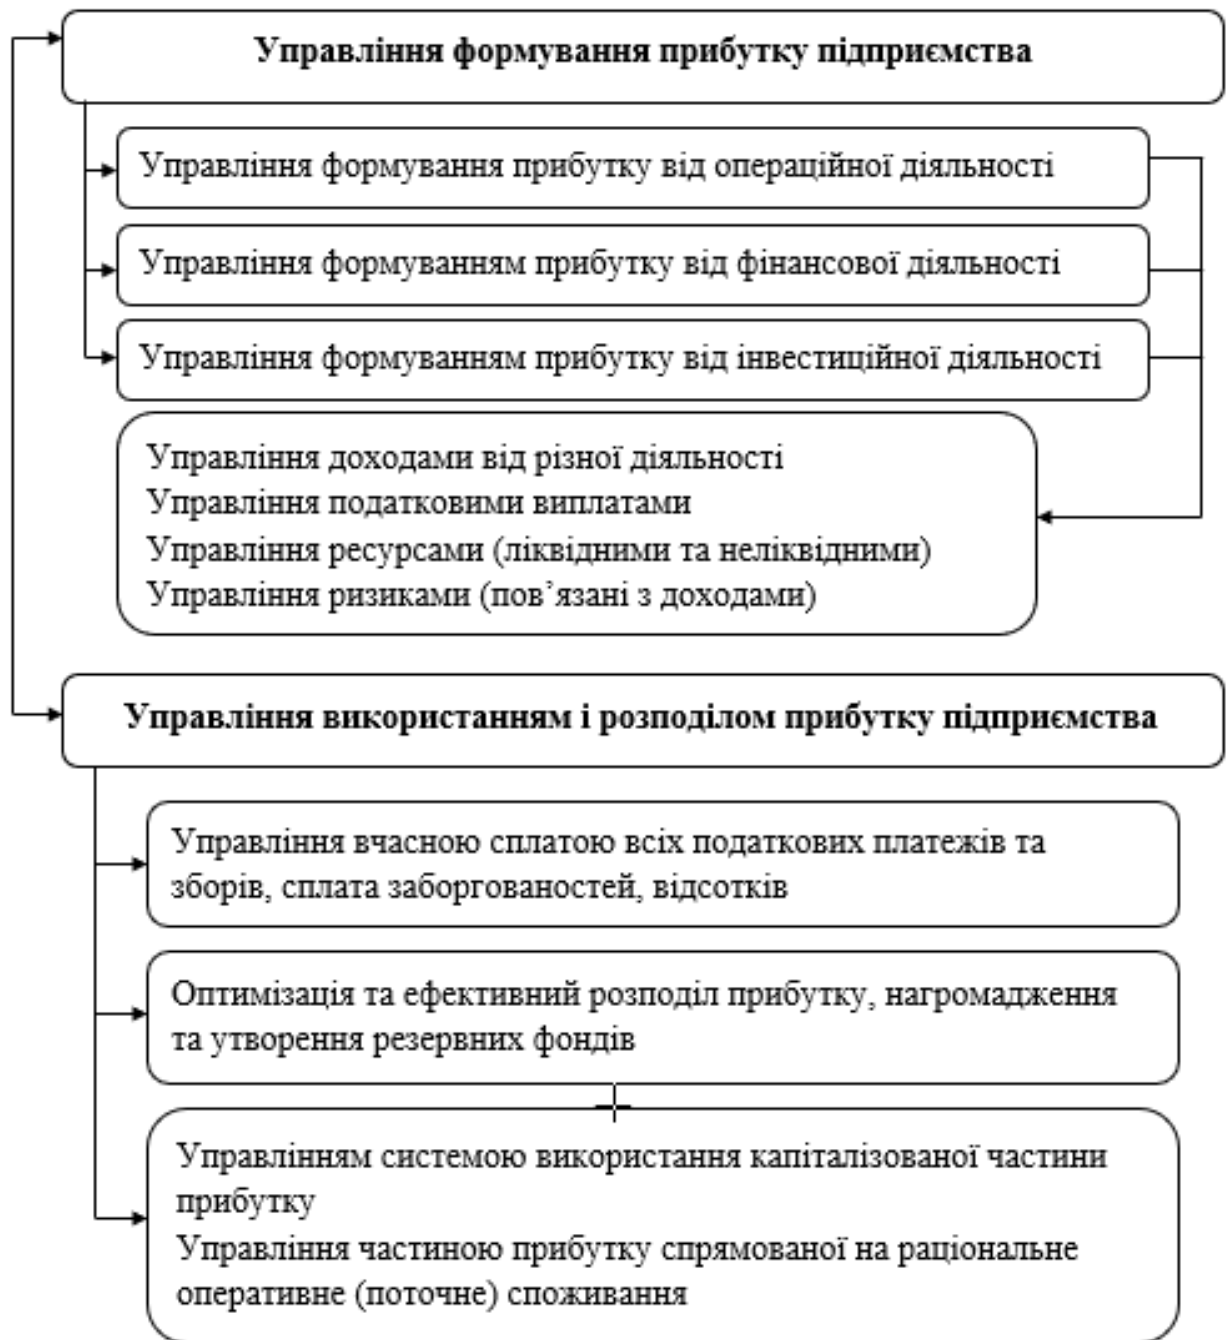 Управління формування прибутку підприємства
Управління формування прибутку від операційної діяльності
Управління формуванням прибутку від фінансової діяльності
Управління формуванням прибутку від інвестиційної діяльності
Управління доходами від різної діяльності
Управління податковими виплатами
Управління ресурсами (ліквідними та неліквідними)
Управління ризиками (пов’язані з доходами)
Управління використанням і розподілом прибутку підприємства
Управління вчасною сплатою всіх податкових платежів та
зборів, сплата заборгованостей, відсотків
Оптимізація та ефективний розподіл прибутку, нагромадження
та утворення резервних фондів
Управлінням системою використання капіталізованої частини
прибутку
Управління частиною прибутку спрямованої на раціональне
оперативне (поточне) споживання